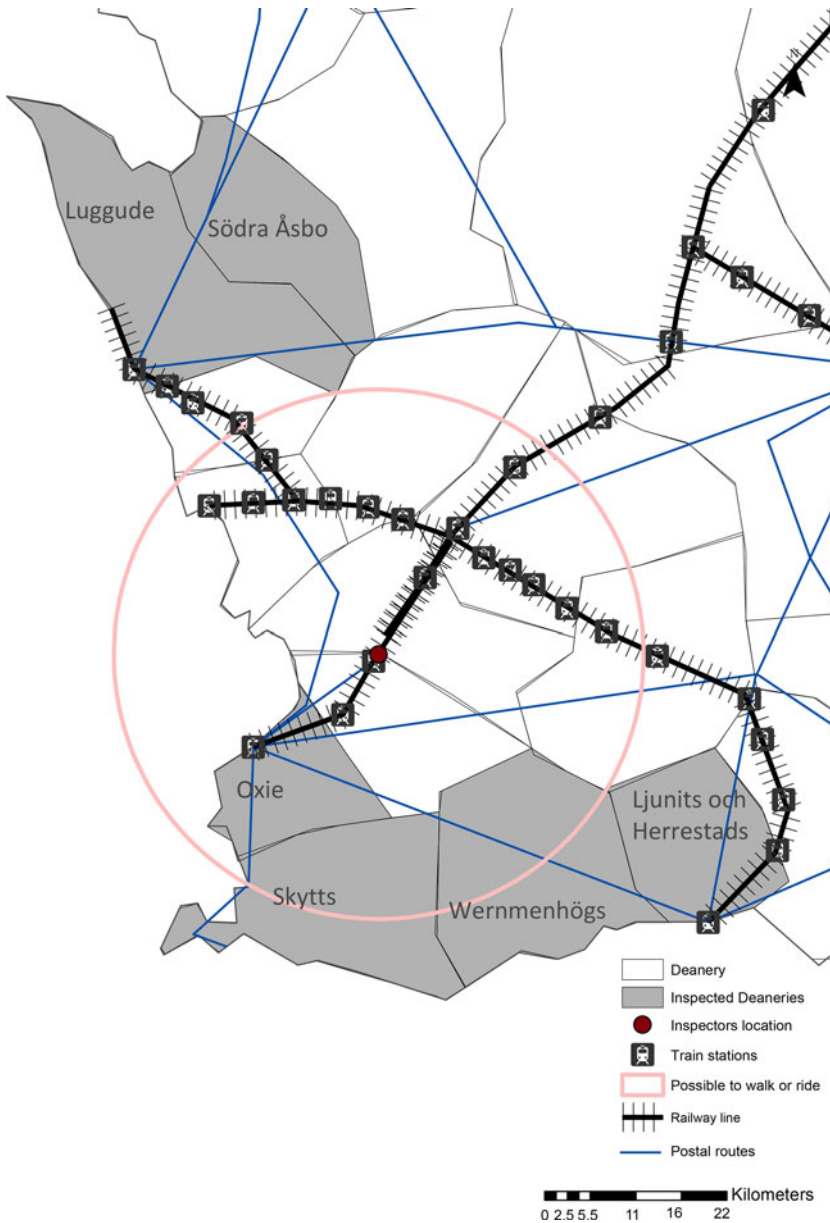 N
Luggude
Södra Åsbo
Oxie
Ljunits och
Herrestads
Skytts
Wernmenhögs
Deanery
Inspected Deaneries
Inspectors location
Train stations
Possible to walk or ride
Railway line
Postal routes
Kilometers
0 2.5 5.5 11 16 22